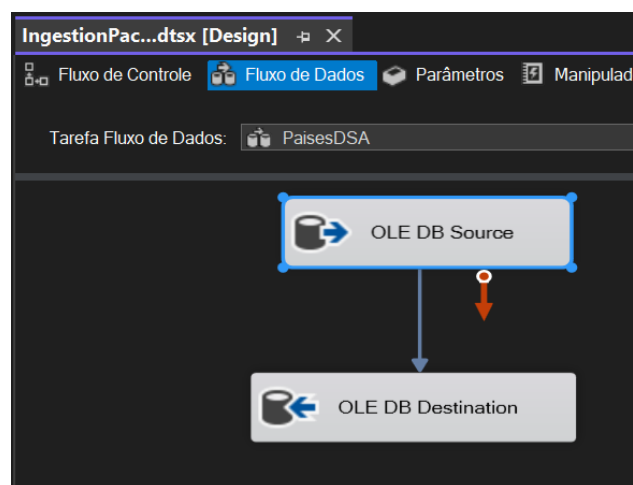 IngestionPac...dtsx [Design]
Fluxo de Controle Fluxo de Dados Parâmetros Manipulad
Tarefa Fluxo de Dados: PaisesDSA
OLE DB Source
OLE DB Destination